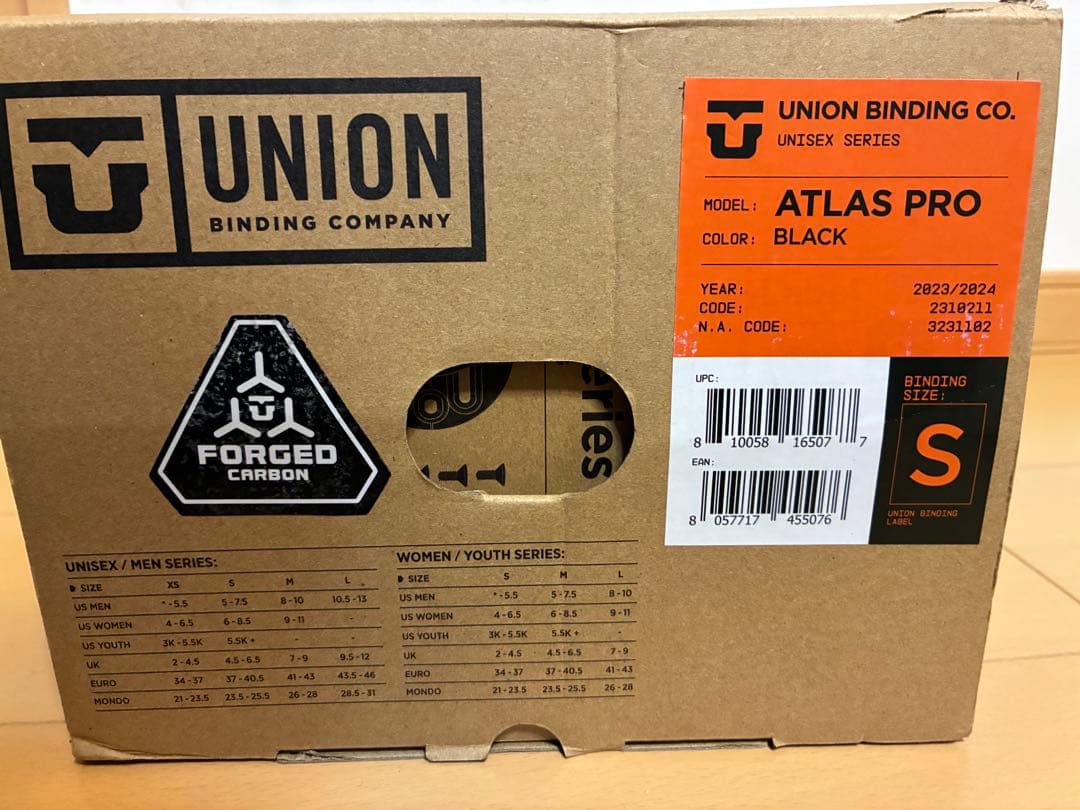 UNION
BINDING COMPANY
FORGED
CARBON
eries
UNION BINDING CO.
UNISEX SERIES
MODEL: ATLAS PRO
COLOR: BLACK
YEAR: 2023/2024
CODE: 2310211
N.A. CODE: 3231102
UPC:
8 10058 16507 7
EAN:
8 057717 455076
BINDING
SIZE:
S
UNION BINDING
LABEL
UNISEX / MEN SERIES:
SIZE XS S M L
US MEN *-5.5 5-7.5 8-10 10.5-13
US WOMEN 4-6.5 6-8.5 9-11 -
US YOUTH 3K-5.5K 5.5K+ - -
UK 2-4.5 4.5-6.5 7-9 9.5-12
EURO 34-37 37-40.5 41-43 43.5-46
MONDO 21-23.5 23.5-25.5 26-28 28.5-31
WOMEN / YOUTH SERIES:
SIZE S M L
US MEN *-5.5 5-7.5 8-10
US WOMEN 4-6.5 6-8.5 9-11
US YOUTH 3K-5.5K 5.5K+ -
UK 2-4.5 4.5-6.5 7-9
EURO 34-37 37-40.5 41-43
MONDO 21-23.5 23.5-25.5 26-28